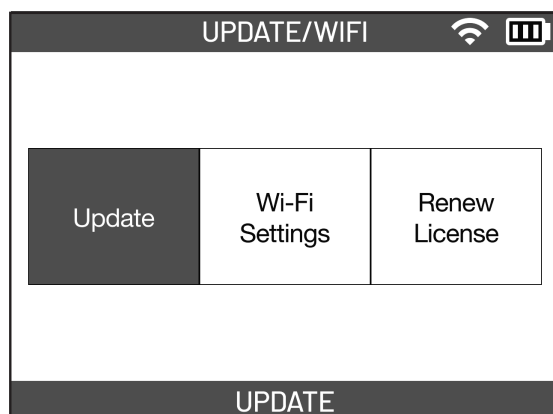 UPDATE/WIFI
Update
Wi-Fi
Settings
Renew
License
UPDATE